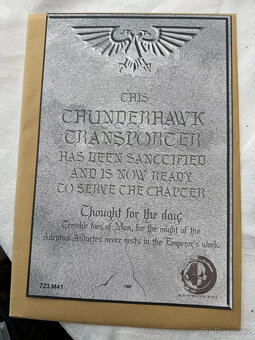 THIS
THUNDERHAWK
TRANSPORTER
HAS BEEN SANCTIFIED
AND IS NOW READY
TO SERVE THE CHAPTER
Thought for the day;
Tremble foes of Man, for the might of the
Adeptus Astartes never rests in the Emperor's work.
723.M41
APPROVED